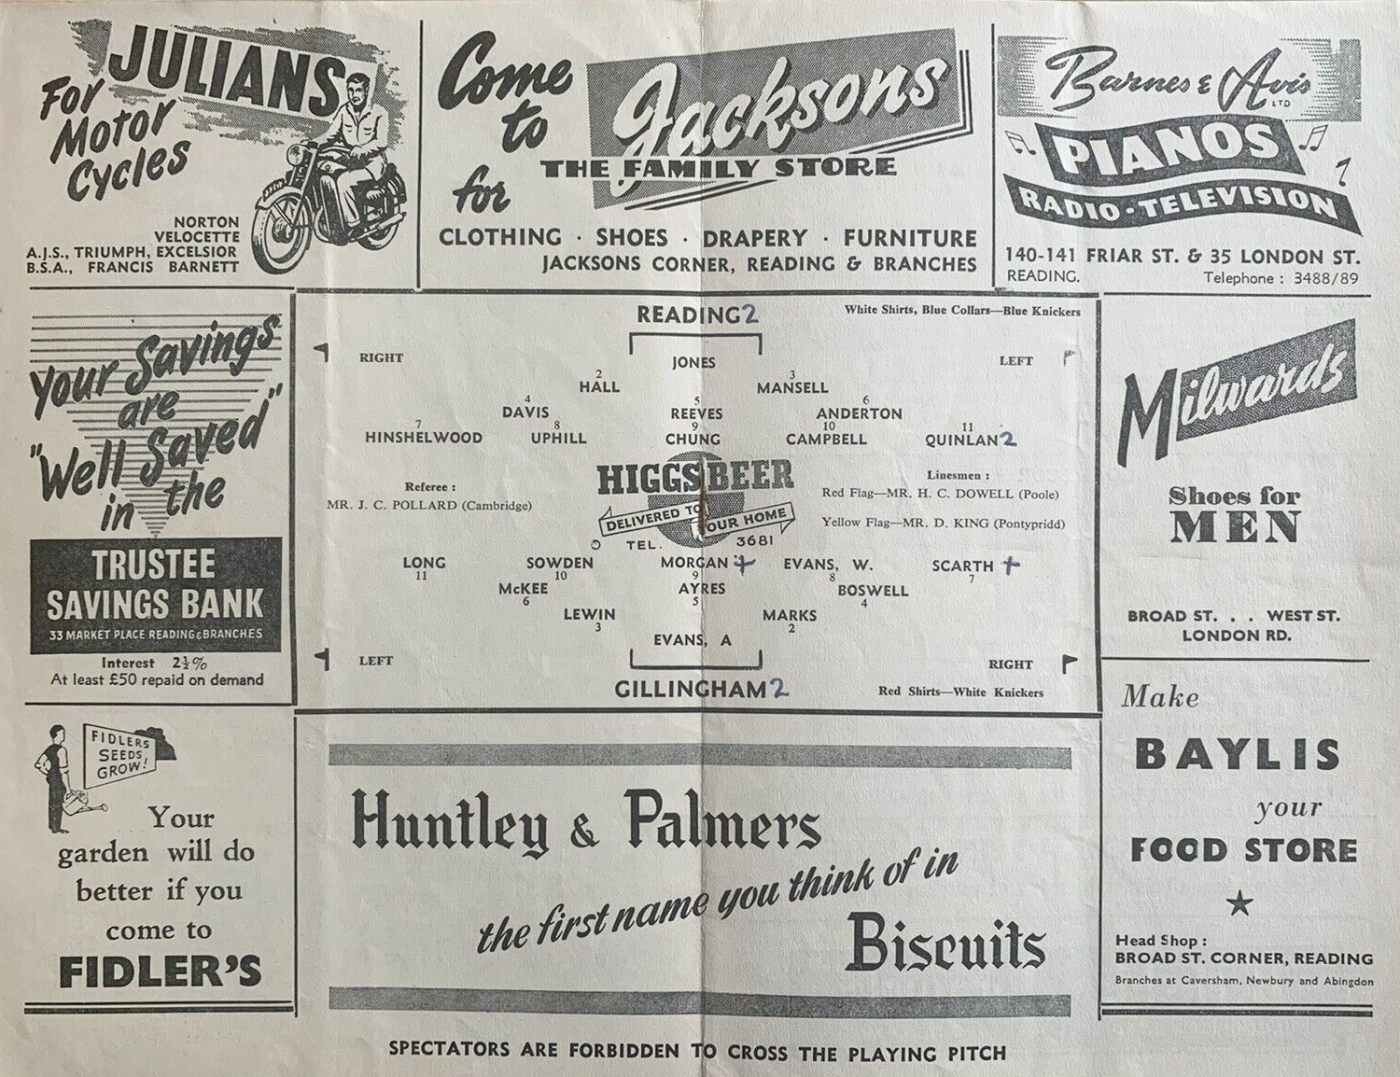 JULIANS
For
Motor
Cycles
NORTON
VELOCETTE
A.J.S., TRIUMPH, EXCELSIOR
B.S.A., FRANCIS BARNETT
Come
to
Jacksons
THE FAMILY STORE
for
CLOTHING · SHOES · DRAPERY · FURNITURE
JACKSONS CORNER, READING & BRANCHES
Barnes & Avis
LTD
PIANOS
RADIO · TELEVISION
140-141 FRIAR ST. & 35 LONDON ST.
READING. Telephone : 3488/89
Your Savings
are
"Well Saved"
in the
TRUSTEE
SAVINGS BANK
33 MARKET PLACE READING & BRANCHES
Interest 2½%
At least £50 repaid on demand
READING 2
White Shirts, Blue Collars—Blue Knickers
RIGHT
LEFT
JONES
2 3
HALL MANSELL
4 5 6
DAVIS REEVES ANDERTON
7 8 9 10 11
HINSHELWOOD UPHILL CHUNG CAMPBELL QUINLAN 2
Referee :
MR. J. C. POLLARD (Cambridge)
HIGGS BEER
DELIVERED TO YOUR HOME
TEL. 3681
Linesmen :
Red Flag—MR. H. C. DOWELL (Poole)
Yellow Flag—MR. D. KING (Pontypridd)
LONG SOWDEN MORGAN + EVANS, W. SCARTH +
11 10 9 8 7
McKEE AYRES BOSWELL
6 5 4
LEWIN MARKS
3 2
EVANS, A
LEFT
RIGHT
GILLINGHAM 2
Red Shirts—White Knickers
Milwards
Shoes for
MEN
BROAD ST. . . WEST ST.
LONDON RD.
FIDLERS
SEEDS
GROW!
Your
garden will do
better if you
come to
FIDLER'S
Huntley & Palmers
the first name you think of in
Biscuits
Make
BAYLIS
your
FOOD STORE
Head Shop :
BROAD ST. CORNER, READING
Branches at Caversham, Newbury and Abingdon
SPECTATORS ARE FORBIDDEN TO CROSS THE PLAYING PITCH